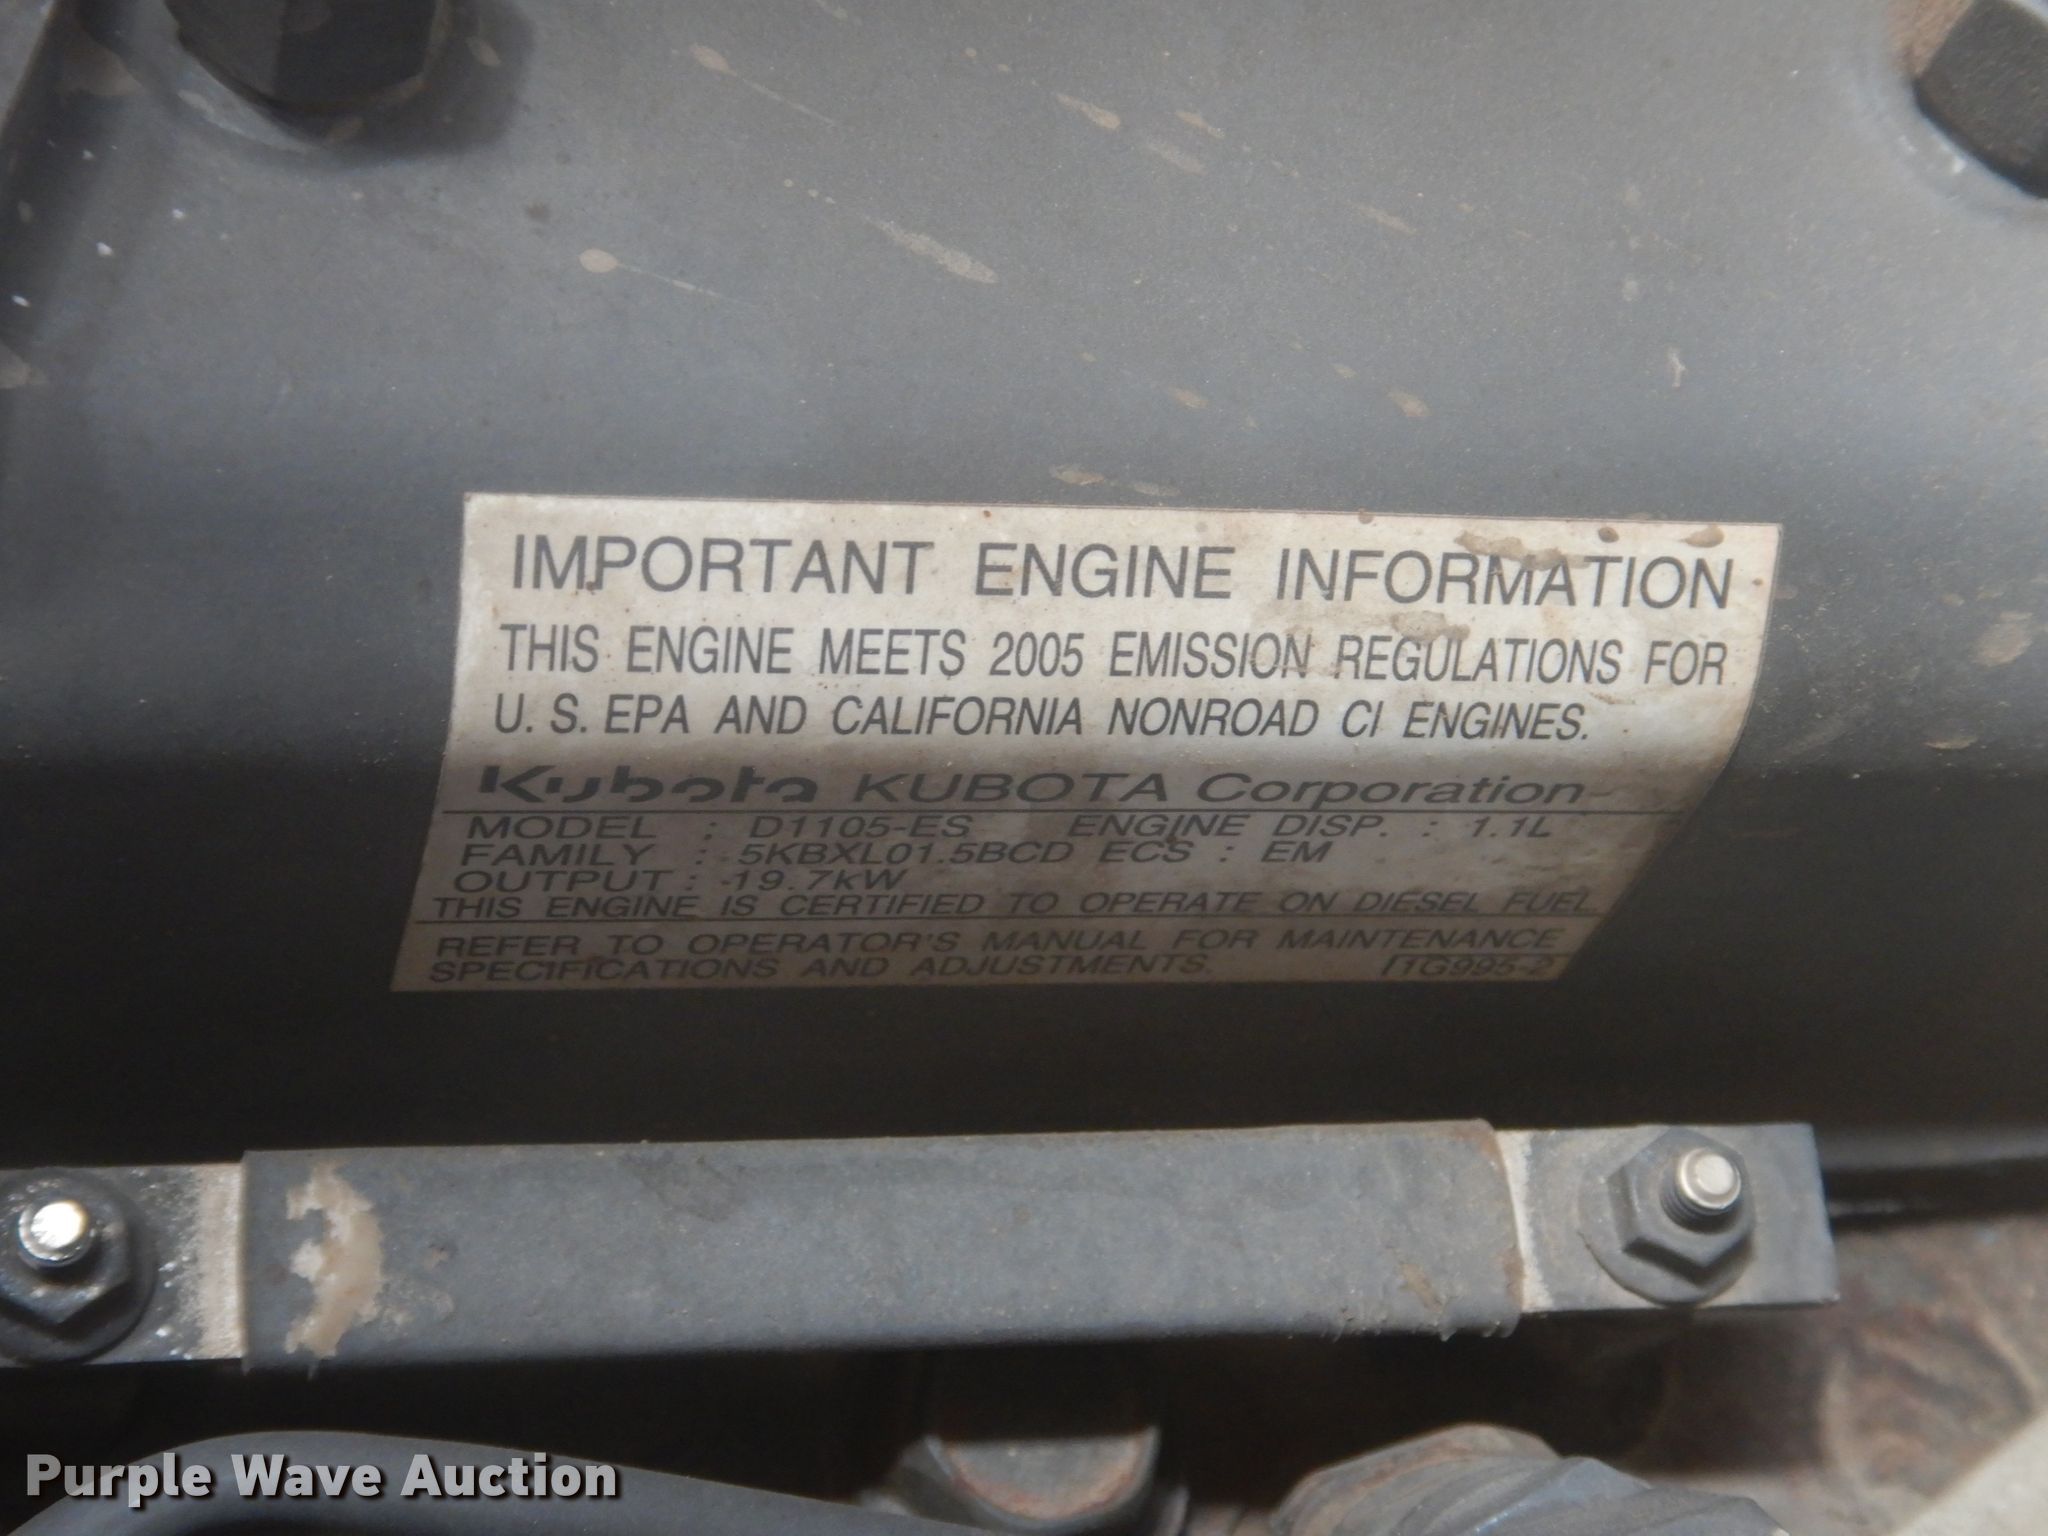 IMPORTANT ENGINE INFORMATION
THIS ENGINE MEETS 2005 EMISSION REGULATIONS FOR
U. S. EPA AND CALIFORNIA NONROAD CI ENGINES.
Kubota KUBOTA Corporation
MODEL : D1105-ES ENGINE DISP. : 1.1L
FAMILY : 5KBXL01.5BCD ECS : EM
OUTPUT : 19.7kW
THIS ENGINE IS CERTIFIED TO OPERATE ON DIESEL FUEL
REFER TO OPERATOR'S MANUAL FOR MAINTENANCE
SPECIFICATIONS AND ADJUSTMENTS. 1G995-2
Purple Wave Auction